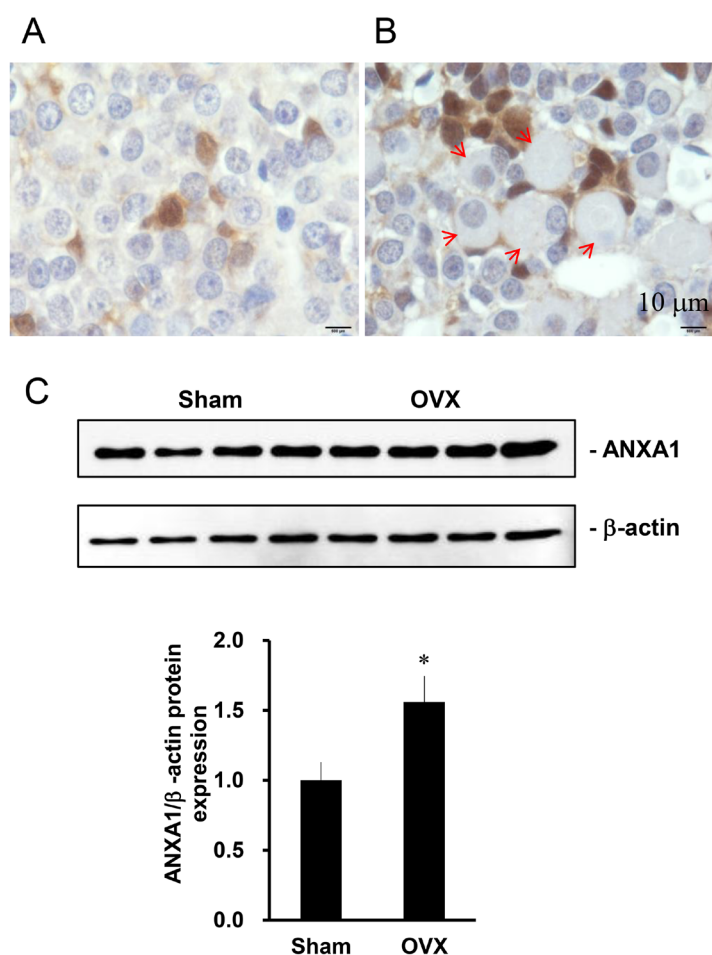 A
B
10 μm
C
Sham OVX
- ANXA1
- β-actin
ANXA1/β -actin protein
expression
2.0
*
1.5
1.0
0.5
0.0
Sham OVX